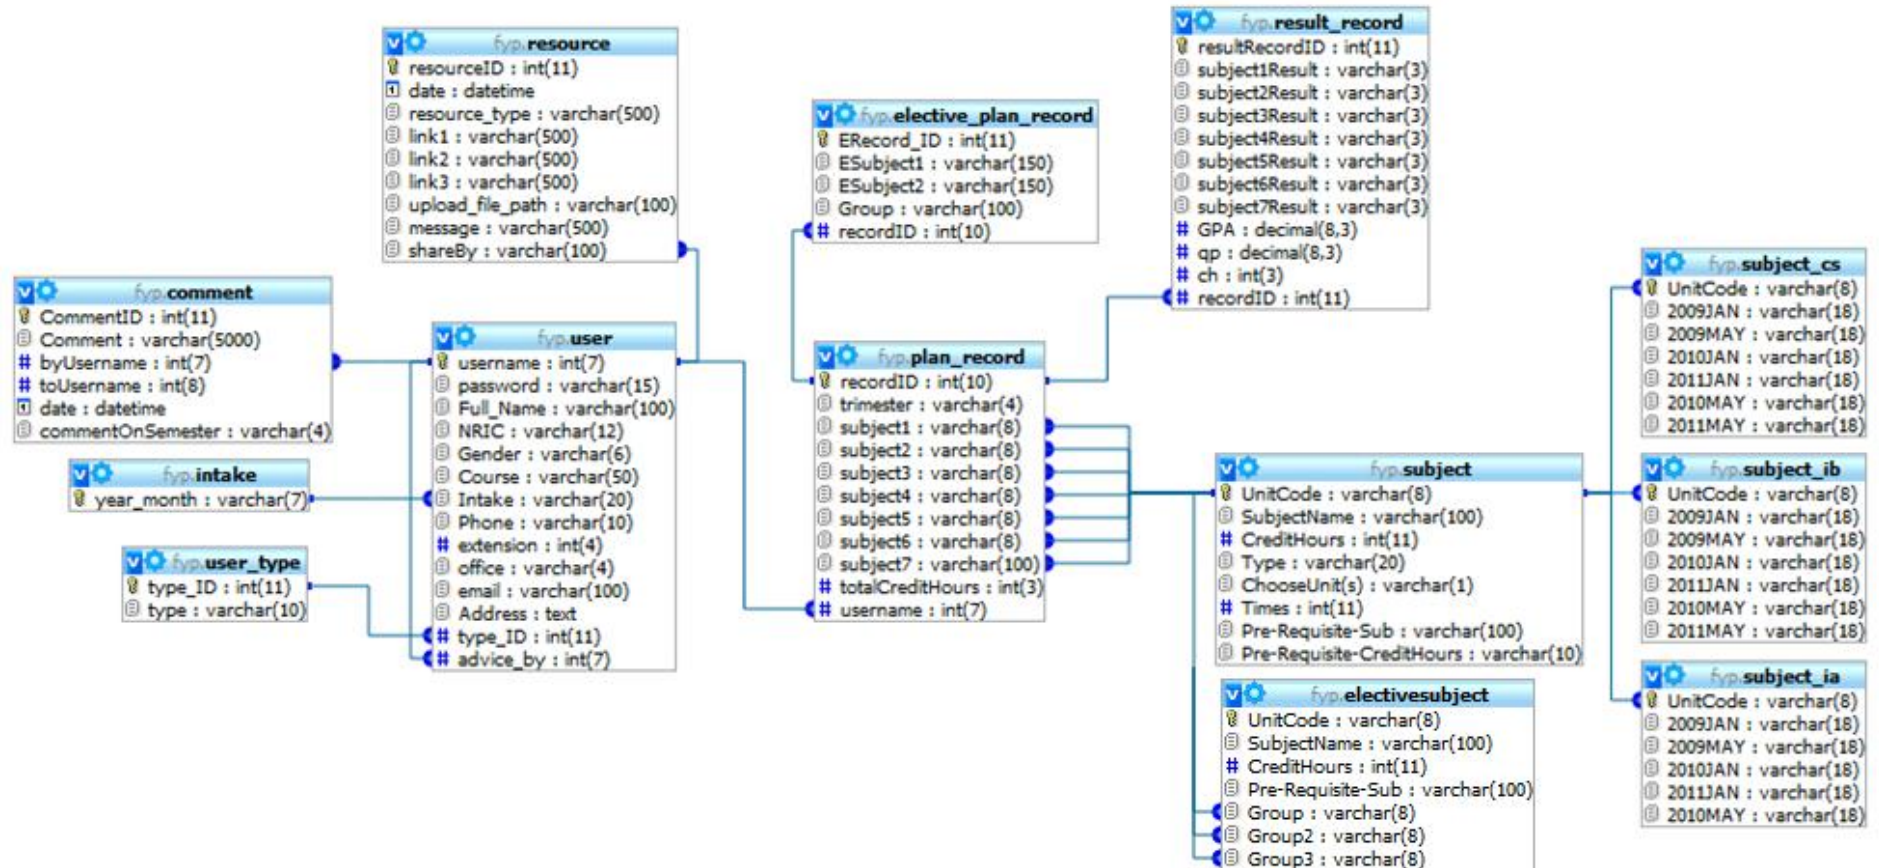 fyp.resource
resourceID : int(11)
date : datetime
resource_type : varchar(500)
link1 : varchar(500)
link2 : varchar(500)
link3 : varchar(500)
upload_file_path : varchar(100)
message : varchar(500)
shareBy : varchar(100)
fyp.comment
CommentID : int(11)
Comment : varchar(5000)
byUsername : int(7)
toUsername : int(8)
date : datetime
commentOnSemester : varchar(4)
fyp.intake
year_month : varchar(7)
fyp.user_type
type_ID : int(11)
type : varchar(10)
fyp.user
username : int(7)
password : varchar(15)
Full_Name : varchar(100)
NRIC : varchar(12)
Gender : varchar(6)
Course : varchar(50)
Intake : varchar(20)
Phone : varchar(10)
extension : int(4)
office : varchar(4)
email : varchar(100)
Address : text
type_ID : int(11)
advice_by : int(7)
fyp.elective_plan_record
ERecord_ID : int(11)
ESubject1 : varchar(150)
ESubject2 : varchar(150)
Group : varchar(100)
recordID : int(10)
fyp.plan_record
recordID : int(10)
trimester : varchar(4)
subject1 : varchar(8)
subject2 : varchar(8)
subject3 : varchar(8)
subject4 : varchar(8)
subject5 : varchar(8)
subject6 : varchar(8)
subject7 : varchar(100)
totalCreditHours : int(3)
username : int(7)
fyp.result_record
resultRecordID : int(11)
subject1Result : varchar(3)
subject2Result : varchar(3)
subject3Result : varchar(3)
subject4Result : varchar(3)
subject5Result : varchar(3)
subject6Result : varchar(3)
subject7Result : varchar(3)
GPA : decimal(8,3)
qp : decimal(8,3)
ch : int(3)
recordID : int(11)
fyp.subject
UnitCode : varchar(8)
SubjectName : varchar(100)
CreditHours : int(11)
Type : varchar(20)
ChooseUnit(s) : varchar(1)
Times : int(11)
Pre-Requisite-Sub : varchar(100)
Pre-Requisite-CreditHours : varchar(10)
fyp.electivesubject
UnitCode : varchar(8)
SubjectName : varchar(100)
CreditHours : int(11)
Pre-Requisite-Sub : varchar(100)
Group : varchar(8)
Group2 : varchar(8)
Group3 : varchar(8)
fyp.subject_cs
UnitCode : varchar(8)
2009JAN : varchar(18)
2009MAY : varchar(18)
2010JAN : varchar(18)
2011JAN : varchar(18)
2010MAY : varchar(18)
2011MAY : varchar(18)
fyp.subject_ib
UnitCode : varchar(8)
2009JAN : varchar(18)
2009MAY : varchar(18)
2010JAN : varchar(18)
2011JAN : varchar(18)
2010MAY : varchar(18)
2011MAY : varchar(18)
fyp.subject_ia
UnitCode : varchar(8)
2009JAN : varchar(18)
2009MAY : varchar(18)
2010JAN : varchar(18)
2011JAN : varchar(18)
2010MAY : varchar(18)